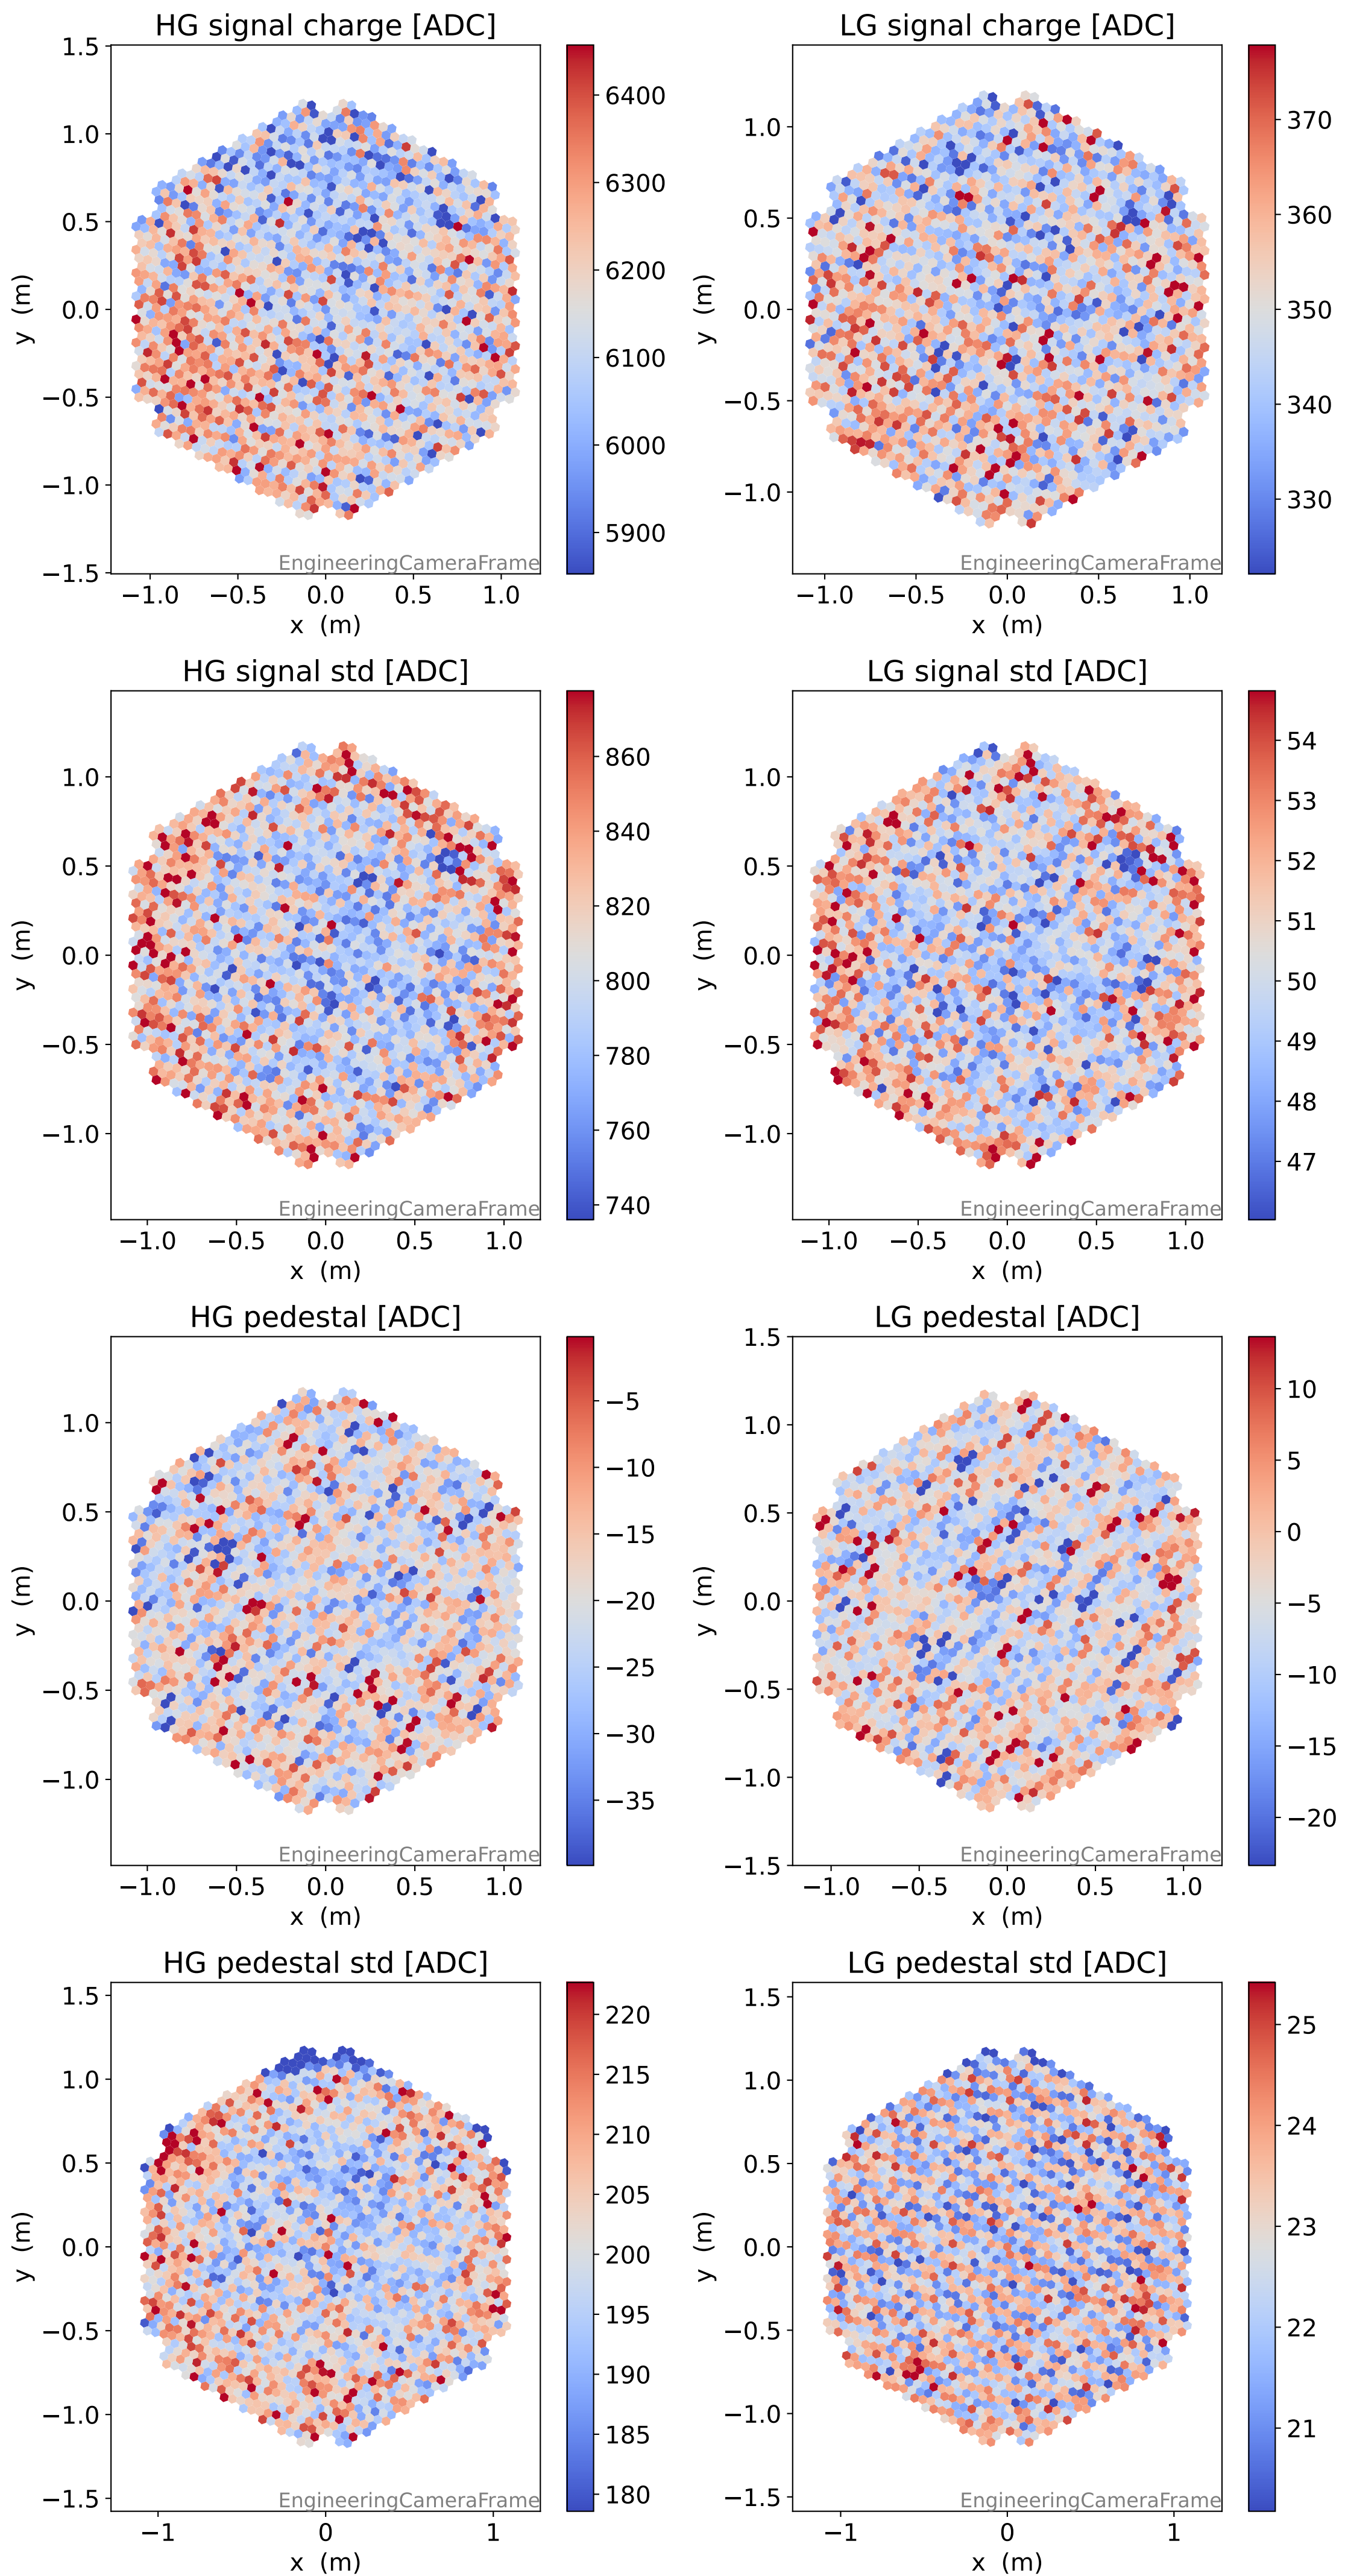 HG signal charge [ADC]
LG signal charge [ADC]
1.5
1.0
0.5
0.0
−0.5
−1.0
−1.5
y (m)
−1.0 −0.5 0.0 0.5 1.0
x (m)
EngineeringCameraFrame
6400
6300
6200
6100
6000
5900
1.0
0.5
0.0
−0.5
−1.0
y (m)
−1.0 −0.5 0.0 0.5 1.0
x (m)
EngineeringCameraFrame
370
360
350
340
330
HG signal std [ADC]
LG signal std [ADC]
1.0
0.5
0.0
−0.5
−1.0
y (m)
−1.0 −0.5 0.0 0.5 1.0
x (m)
EngineeringCameraFrame
860
840
820
800
780
760
740
1.0
0.5
0.0
−0.5
−1.0
y (m)
−1.0 −0.5 0.0 0.5 1.0
x (m)
EngineeringCameraFrame
54
53
52
51
50
49
48
47
HG pedestal [ADC]
LG pedestal [ADC]
1.0
0.5
0.0
−0.5
−1.0
y (m)
−1.0 −0.5 0.0 0.5 1.0
x (m)
EngineeringCameraFrame
−5
−10
−15
−20
−25
−30
−35
1.5
1.0
0.5
0.0
−0.5
−1.0
−1.5
y (m)
−1.0 −0.5 0.0 0.5 1.0
x (m)
EngineeringCameraFrame
10
5
0
−5
−10
−15
−20
HG pedestal std [ADC]
LG pedestal std [ADC]
1.5
1.0
0.5
0.0
−0.5
−1.0
−1.5
y (m)
−1 0 1
x (m)
EngineeringCameraFrame
220
215
210
205
200
195
190
185
180
1.5
1.0
0.5
0.0
−0.5
−1.0
−1.5
y (m)
−1 0 1
x (m)
EngineeringCameraFrame
25
24
23
22
21